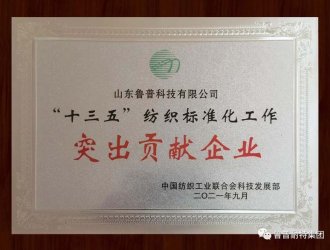 山东鲁普科技有限公司
“十三五”纺织标准化工作
突出贡献企业
中国纺织工业联合会科技发展部
二〇二一年九月
鲁普耐特集团